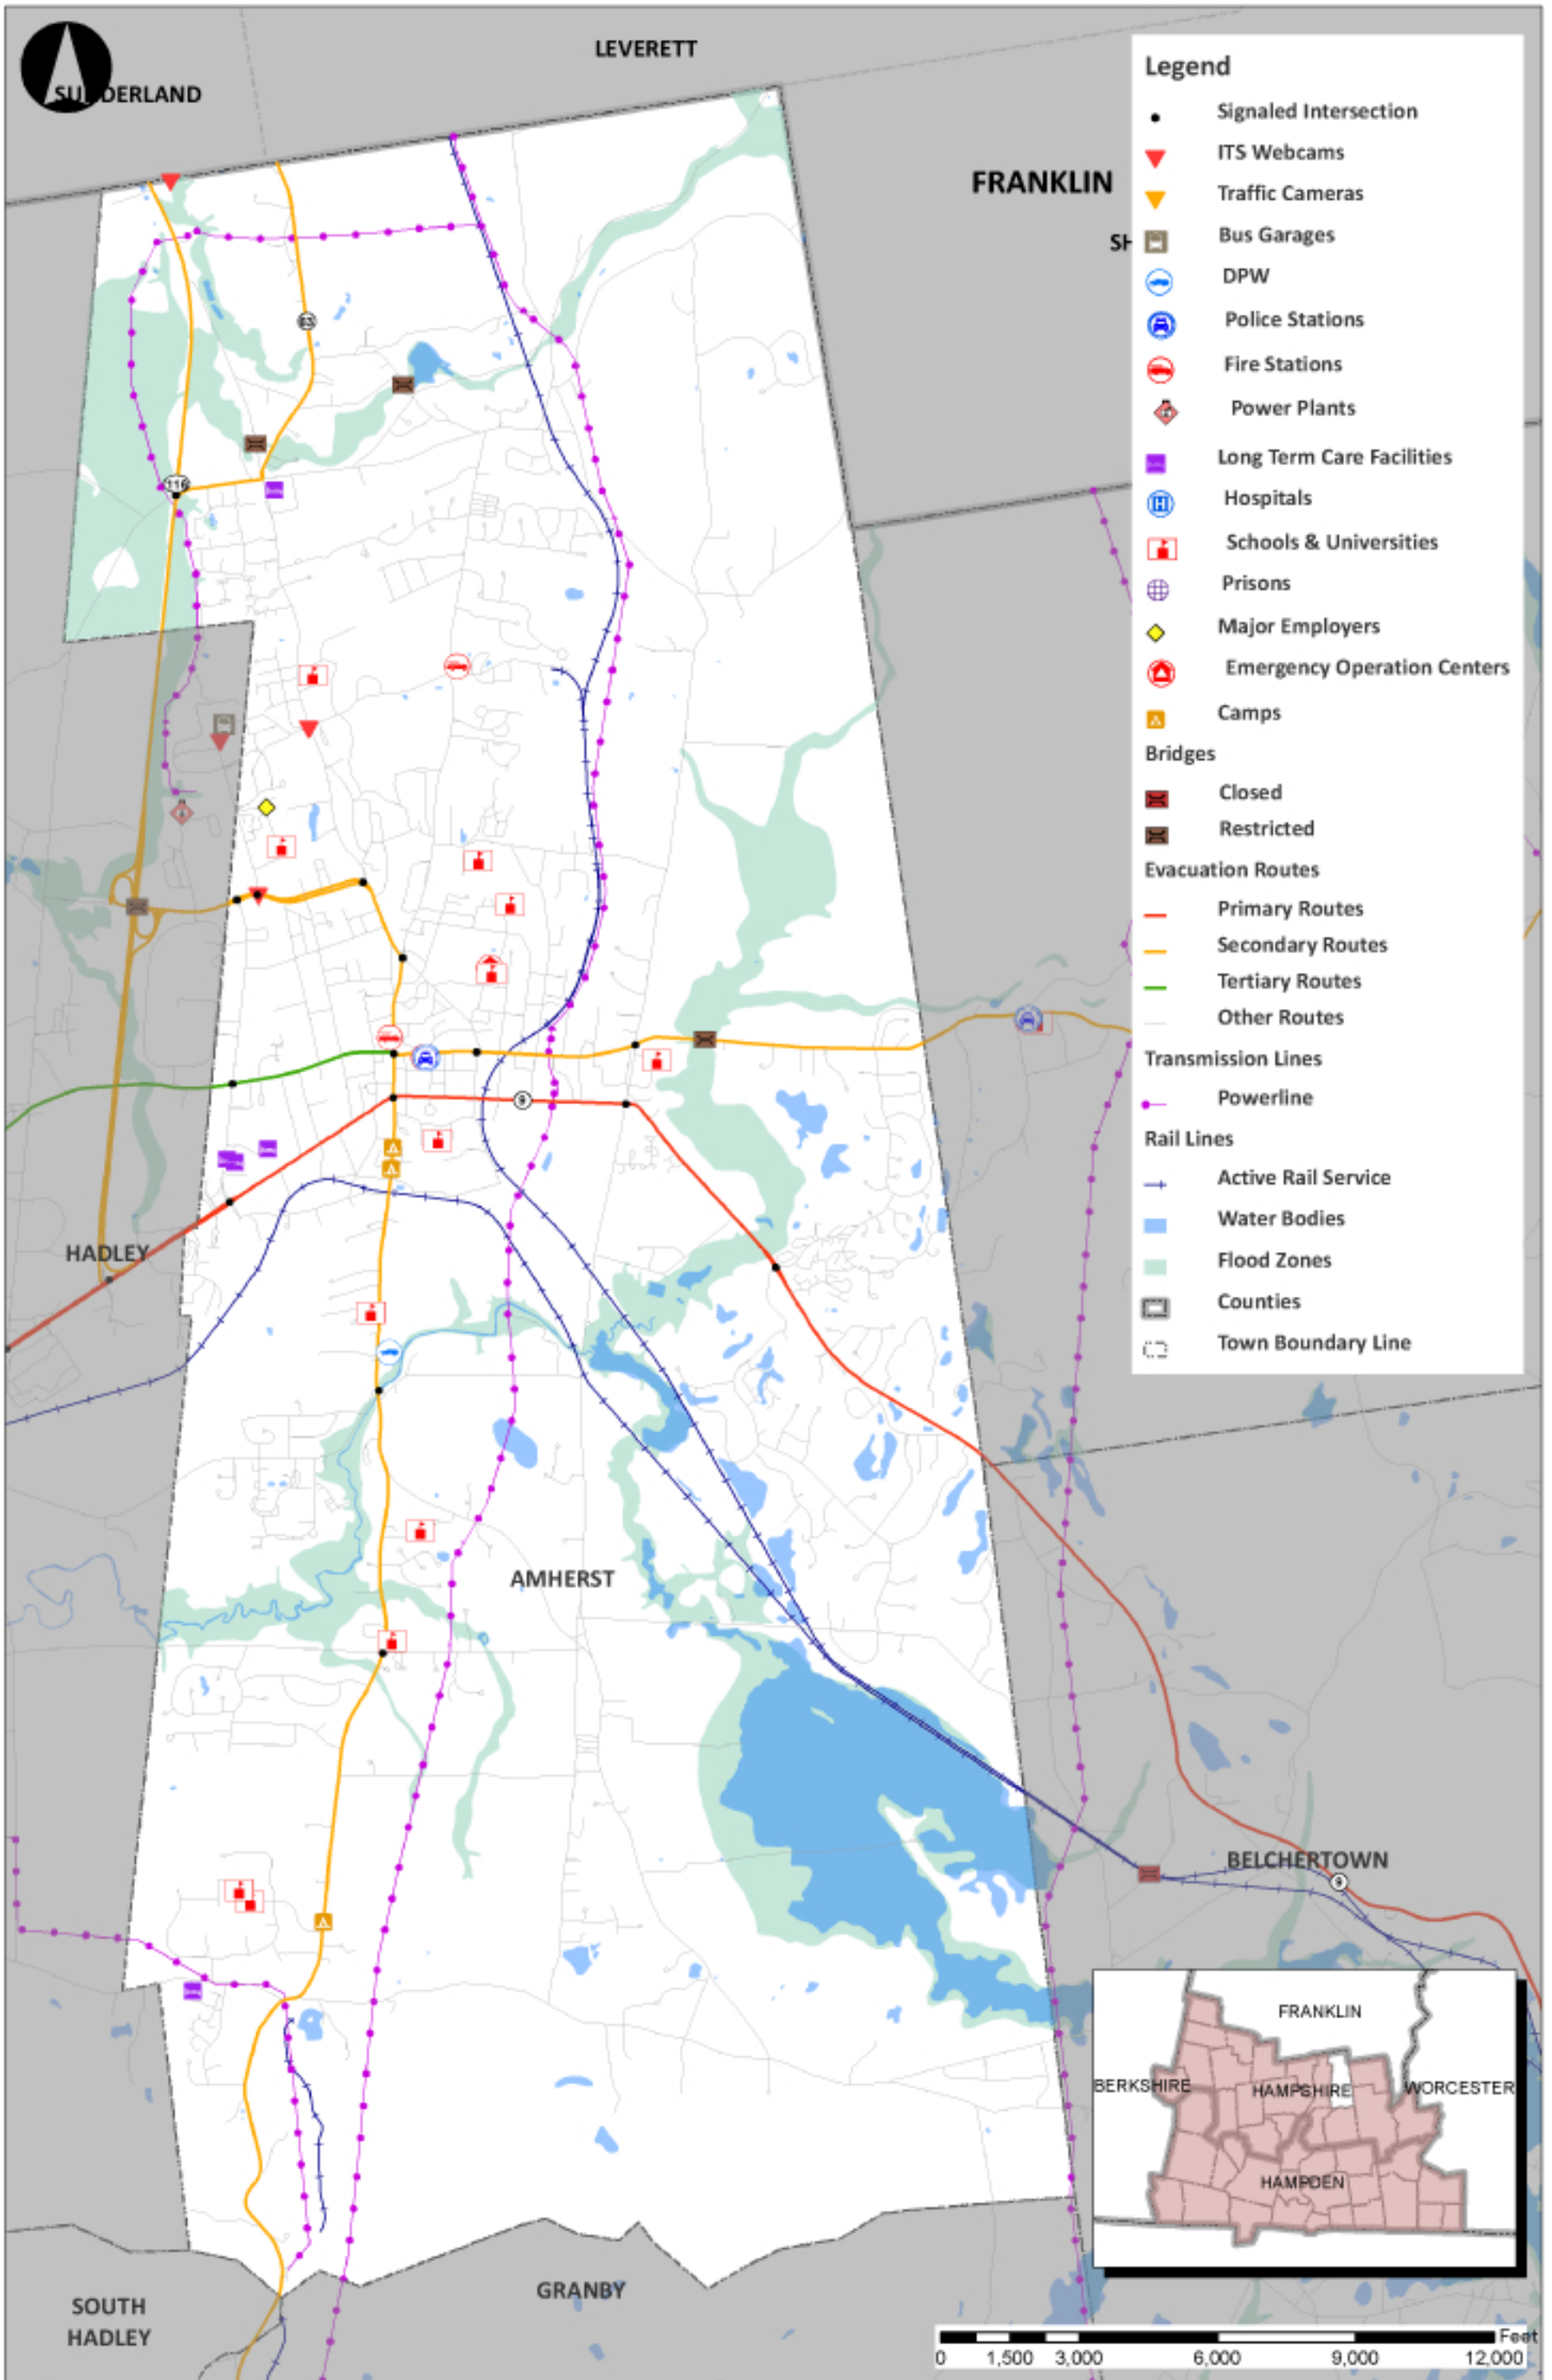 LEVERETT
SUNDERLAND
FRANKLIN
SH
63
116
9
HADLEY
AMHERST
BELCHERTOWN
9
GRANBY
SOUTH
HADLEY
Legend
Signaled Intersection
ITS Webcams
Traffic Cameras
Bus Garages
DPW
Police Stations
Fire Stations
Power Plants
Long Term Care Facilities
Hospitals
H
Schools & Universities
Prisons
Major Employers
Emergency Operation Centers
Camps
Bridges
Closed
Restricted
Evacuation Routes
Primary Routes
Secondary Routes
Tertiary Routes
Other Routes
Transmission Lines
Powerline
Rail Lines
Active Rail Service
Water Bodies
Flood Zones
Counties
Town Boundary Line
FRANKLIN
BERKSHIRE
HAMPSHIRE
WORCESTER
HAMPDEN
Feet
0 1,500 3,000 6,000 9,000 12,000